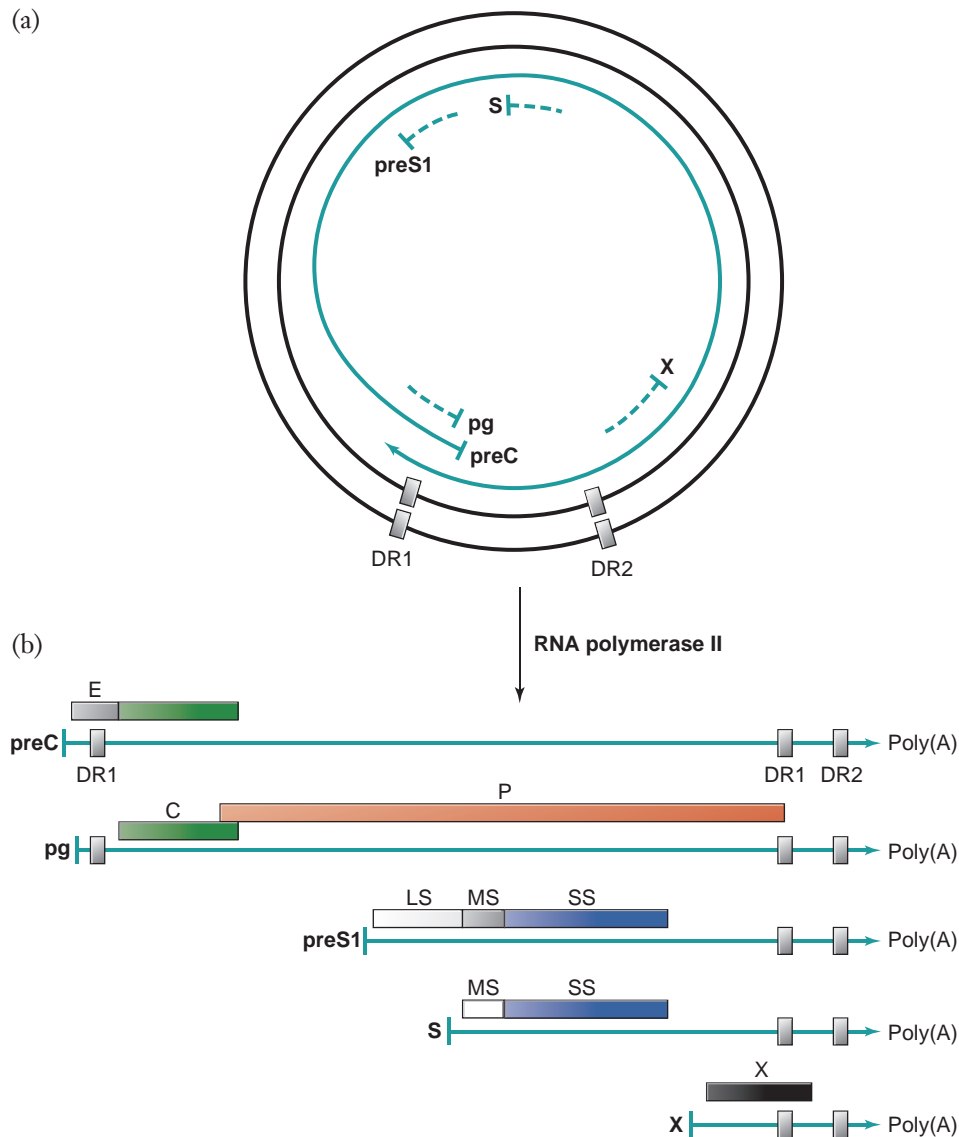 (a)
S
preS1
X
pg
preC
DR1
DR2
RNA polymerase II
(b)
E
preC
Poly(A)
DR1 DR1 DR2
P
C
pg
Poly(A)
LS MS SS
preS1
Poly(A)
MS SS
S
Poly(A)
X
X
Poly(A)